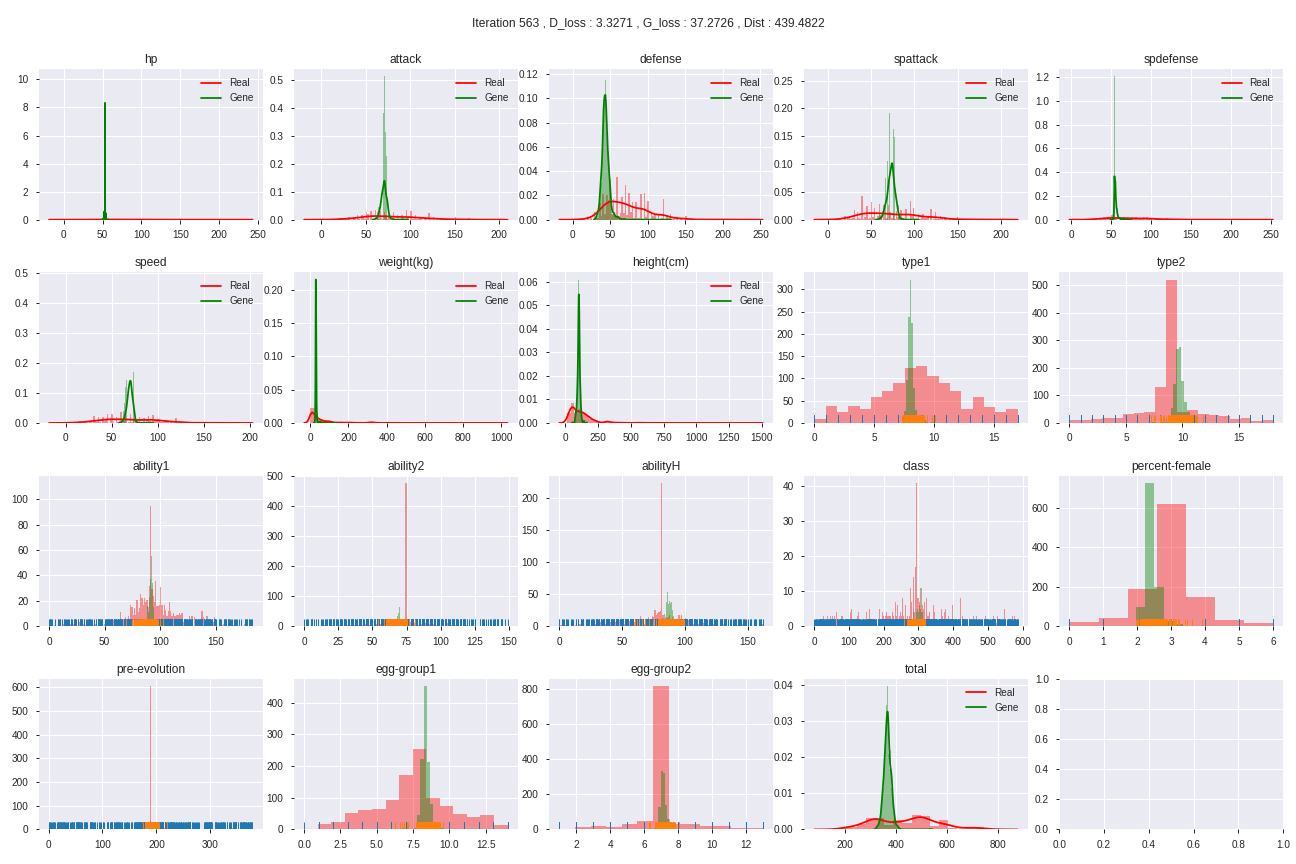 Iteration 563 , D_loss : 3.3271 , G_loss : 37.2726 , Dist : 439.4822
hp attack defense spattack spdefense
10 8 6 4 2 0
Real
Gene
0 50 100 150 200 250
0.5 0.4 0.3 0.2 0.1 0.0
Real
Gene
0 50 100 150 200
0.12 0.10 0.08 0.06 0.04 0.02 0.00
Real
Gene
0 50 100 150 200 250
0.25 0.20 0.15 0.10 0.05 0.00
Real
Gene
0 50 100 150 200
1.2 1.0 0.8 0.6 0.4 0.2 0.0
Real
Gene
0 50 100 150 200 250
speed weight(kg) height(cm) type1 type2
0.5 0.4 0.3 0.2 0.1 0.0
Real
Gene
0 50 100 150 200
0.20 0.15 0.10 0.05 0.00
Real
Gene
0 200 400 600 800 1000
0.06 0.05 0.04 0.03 0.02 0.01 0.00
Real
Gene
0 250 500 750 1000 1250 1500
300 250 200 150 100 50 0
0 5 10 15
500 400 300 200 100 0
0 5 10 15
ability1 ability2 abilityH class percent-female
100 80 60 40 20 0
0 50 100 150
500 400 300 200 100 0
0 25 50 75 100 125 150
200 150 100 50 0
0 50 100 150
40 30 20 10 0
0 100 200 300 400 500 600
600 400 200 0
0 1 2 3 4 5 6
pre-evolution egg-group1 egg-group2 total
600 500 400 300 200 100 0
0 100 200 300
400 300 200 100 0
0.0 2.5 5.0 7.5 10.0 12.5
800 600 400 200 0
2 4 6 8 10 12
0.04 0.03 0.02 0.01 0.00
Real
Gene
200 400 600 800
1.0 0.8 0.6 0.4 0.2 0.0
0.0 0.2 0.4 0.6 0.8 1.0